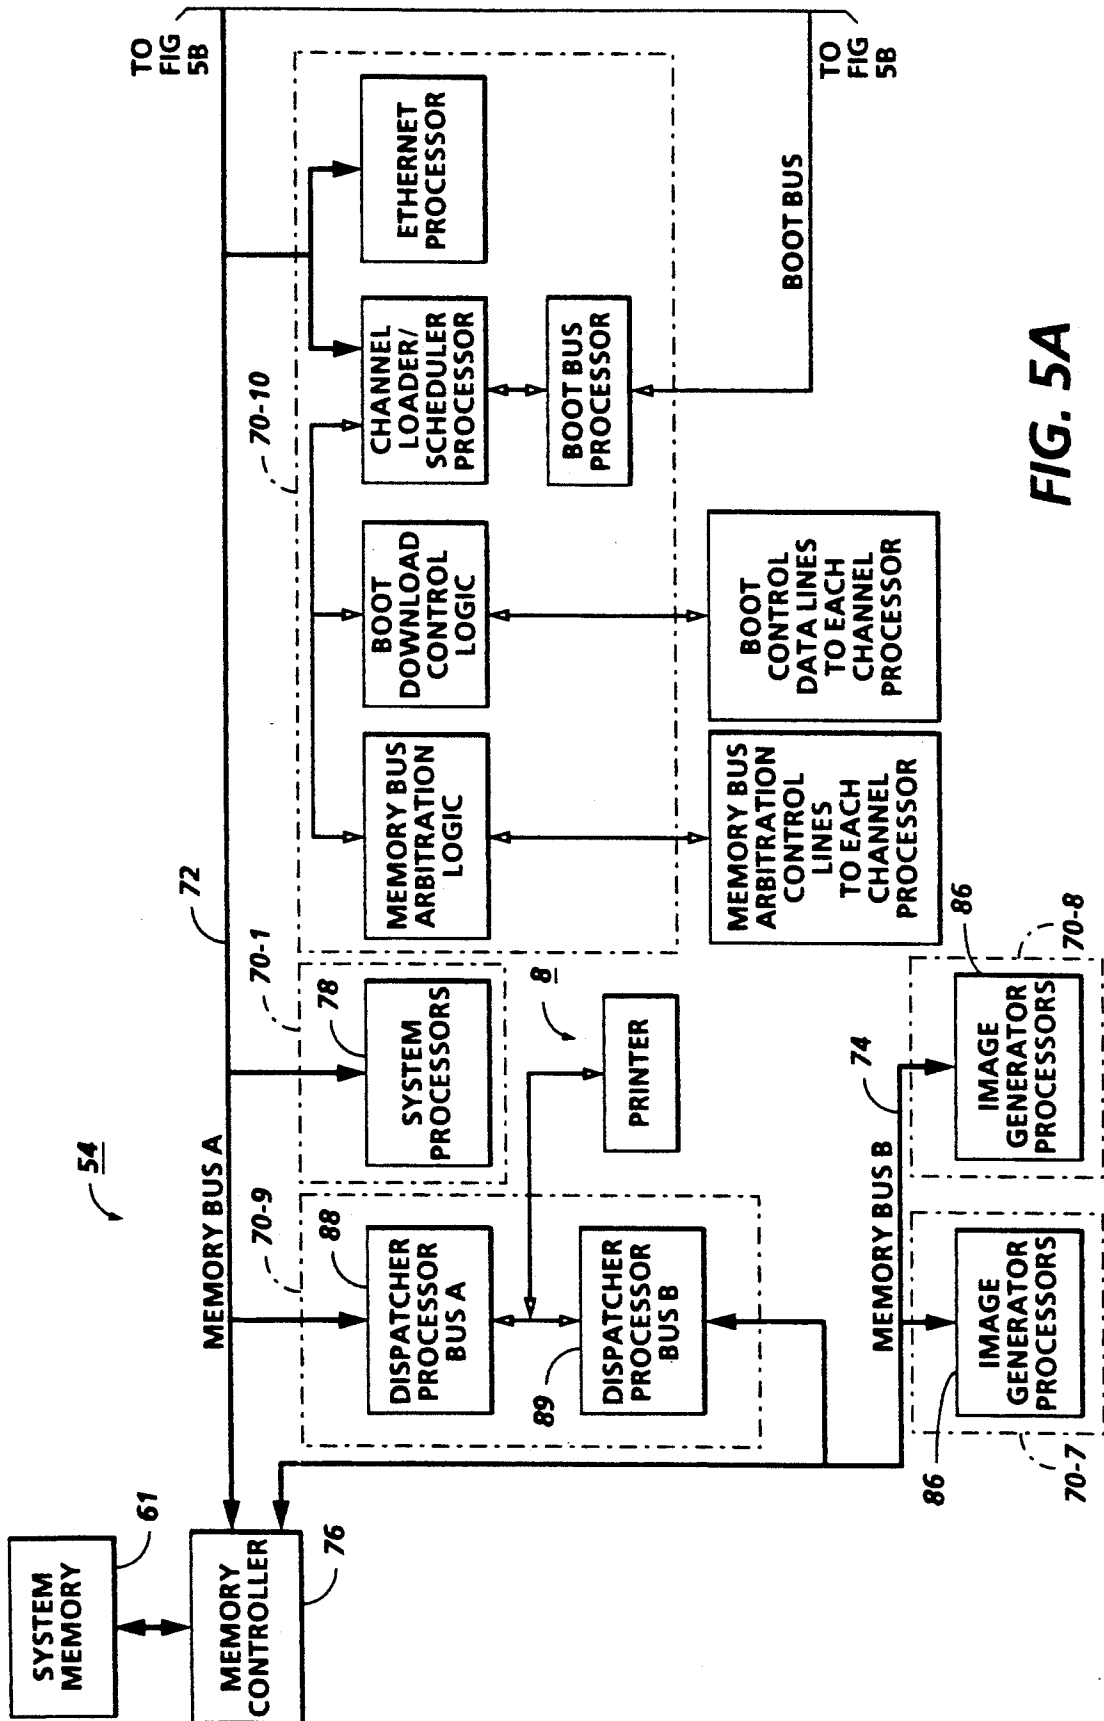 SYSTEM
MEMORY
61
MEMORY
CONTROLLER
76
54
MEMORY BUS A
72
TO
FIG
5B
70-9
88
DISPATCHER
PROCESSOR
BUS A
89
DISPATCHER
PROCESSOR
BUS B
70-1
78
SYSTEM
PROCESSORS
8
PRINTER
70-10
MEMORY BUS
ARBITRATION
LOGIC
BOOT
DOWNLOAD
CONTROL
LOGIC
CHANNEL
LOADER/
SCHEDULER
PROCESSOR
ETHERNET
PROCESSOR
BOOT BUS
PROCESSOR
MEMORY BUS
ARBITRATION
CONTROL
LINES
TO EACH
CHANNEL
PROCESSOR
BOOT
CONTROL
DATA LINES
TO EACH
CHANNEL
PROCESSOR
BOOT BUS
TO
FIG
5B
MEMORY BUS B
74
86
IMAGE
GENERATOR
PROCESSORS
70-7
86
IMAGE
GENERATOR
PROCESSORS
70-8
FIG. 5A